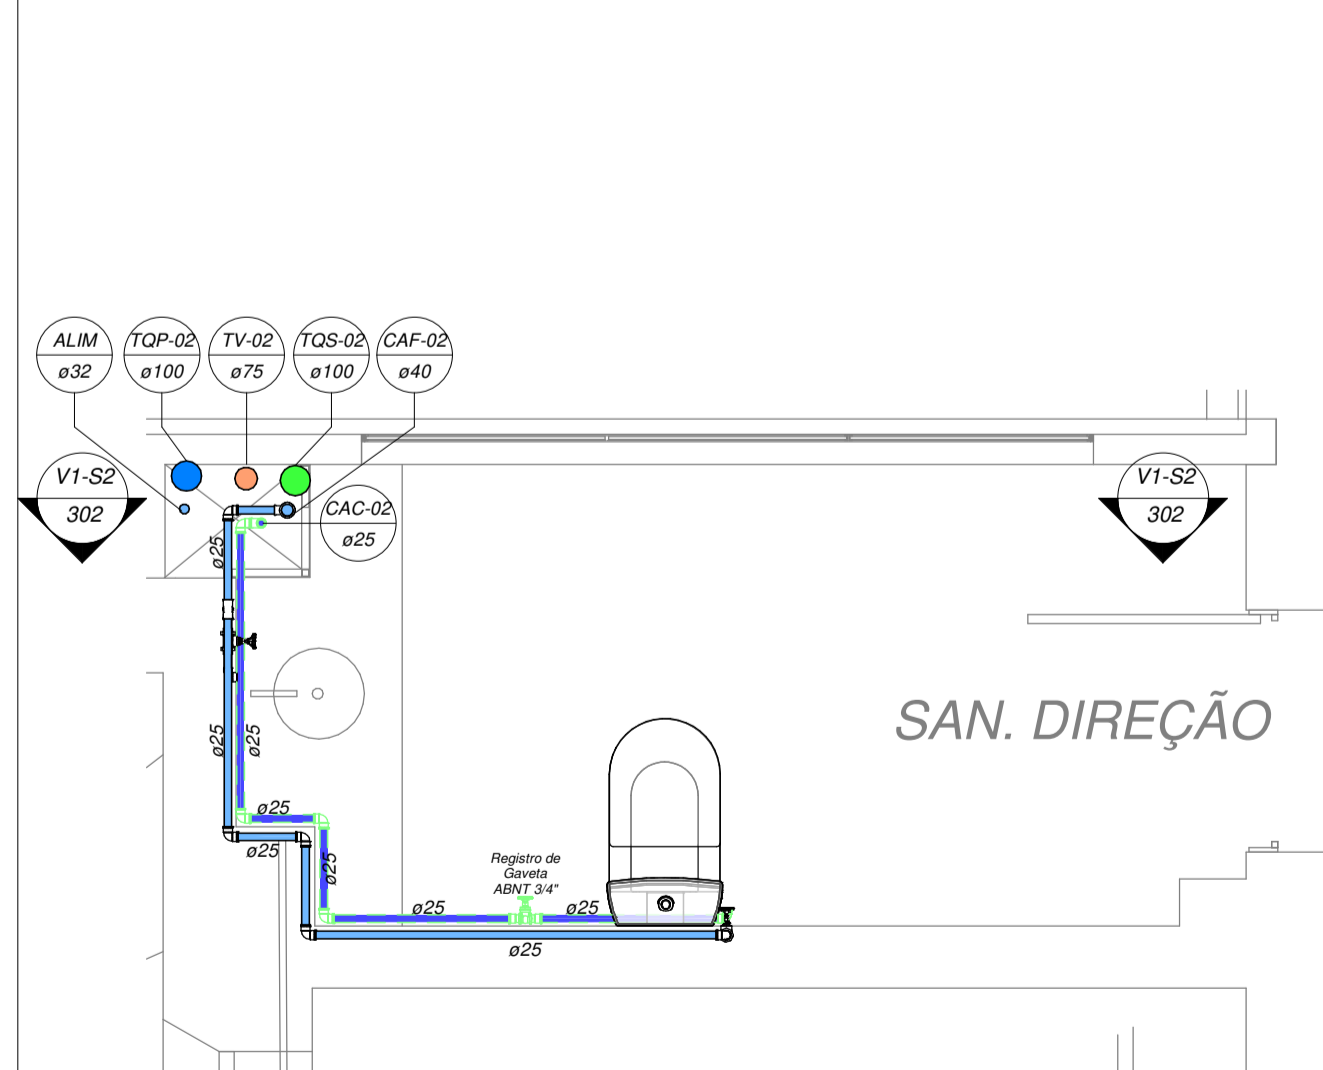 ALIM
ø32
TQP-02
ø100
TV-02
ø75
TQS-02
ø100
CAF-02
ø40
V1-S2
302
V1-S2
302
CAC-02
ø25
ø25
ø25
ø25
ø25
ø25
ø25
SAN. DIREÇÃO
Registro de
Gaveta
ABNT 3/4"
ø25
ø25
ø25